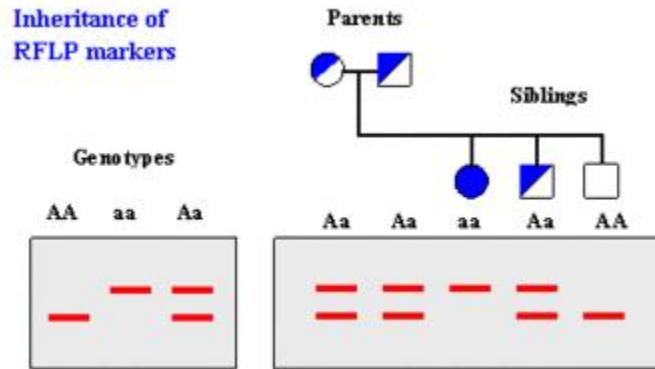 Inheritance of
RFLP markers
Parents
Siblings
Genotypes
AA aa Aa
Aa Aa aa Aa AA